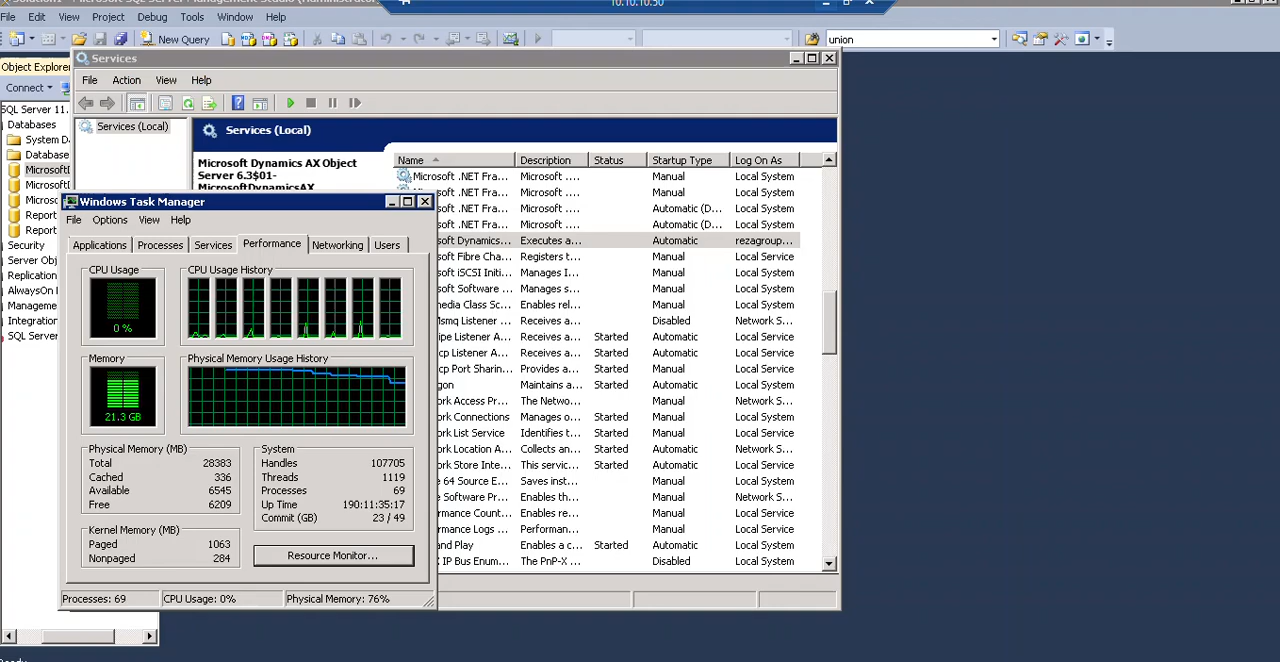 Solution1 - Microsoft SQL Server Management Studio (Administrator
10.10.10.50
File Edit View Project Debug Tools Window Help
New Query
union
Object Explorer
Connect
SQL Server 11.
Databases
System D
Database
Microsoft
Microsoft
Micros
Report
Report
Security
Server Obj
Replication
AlwaysOn
Manageme
Integration
SQL Server
Services
File Action View Help
Services (Local)
Services (Local)
Microsoft Dynamics AX Object
Server 6.3$01-
MicrosoftDynamicsAX
Name Description Status Startup Type Log On As
Microsoft .NET Fra... Microsoft .... Manual Local System
soft .NET Fra... Microsoft .... Manual Local System
soft .NET Fra... Microsoft .... Automatic (D... Local System
soft .NET Fra... Microsoft .... Automatic (D... Local System
soft Dynamics... Executes a... Automatic rezagroup...
soft Fibre Cha... Registers t... Manual Local Service
soft iSCSI Initi... Manages I... Manual Local System
soft Software ... Manages s... Manual Local System
media Class Sc... Enables rel... Manual Local System
Msmq Listener ... Receives a... Disabled Network S...
ipe Listener A... Receives a... Started Automatic Local Service
cp Listener A... Receives a... Started Automatic Local Service
cp Port Sharin... Provides a... Started Manual Local Service
gon Maintains a... Automatic Local System
ork Access Pr... The Netwo... Manual Network S...
ork Connections Manages... Started Manual Local System
ork List Service Identifies t... Started Manual Local Service
ork Location A... Collects an... Started Automatic Network S...
ork Store Inte... This servic... Started Automatic Local Service
e 64 Source E... Saves inst... Manual Local System
e Software Pr... Enables th... Manual Network S...
rmance Count... Enables re... Manual Local Service
rmance Logs ... Performan... Manual Local Service
and Play Enables a c... Started Automatic Local System
X IP Bus Enum... The PnP-X ... Disabled Local System
Windows Task Manager
File Options View Help
Applications Processes Services Performance Networking Users
CPU Usage CPU Usage History
0 %
Memory Physical Memory Usage History
21.3 GB
Physical Memory (MB)
Total 28383
Cached 336
Available 6545
Free 6209
Kernel Memory (MB)
Paged 1063
Nonpaged 284
System
Handles 107705
Threads 1119
Processes 69
Up Time 190:11:35:17
Commit (GB) 23 / 49
Resource Monitor...
Processes: 69 CPU Usage: 0% Physical Memory: 76%